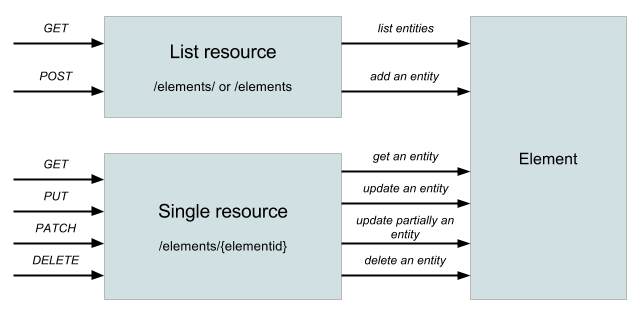 GET
List resource
list entities
POST
/elements/ or /elements
add an entity
GET
get an entity
Element
PUT
update an entity
Single resource
PATCH
update partially an
entity
/elements/{elementid}
DELETE
delete an entity